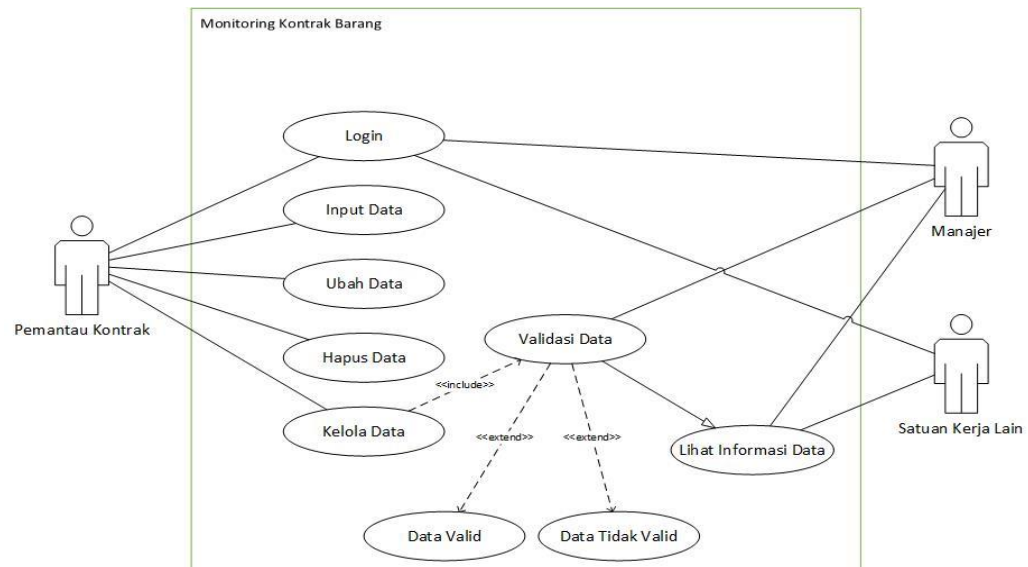 Monitoring Kontrak Barang
Login
Input Data
Ubah Data
Hapus Data
Kelola Data
Validasi Data
Lihat Informasi Data
Data Valid
Data Tidak Valid
<<include>>
<<extend>>
<<extend>>
Pemantau Kontrak
Manajer
Satuan Kerja Lain